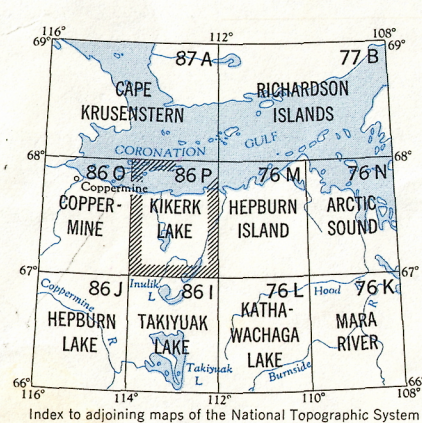 116° 112° 108°
69° 69°
87 A 77 B
CAPE RICHARDSON
KRUSENSTERN ISLANDS
CORONATION GULF
68° 68°
86 O 86 P 76 M 76 N
Coppermine
COPPER- KIKERK HEPBURN ARCTIC
MINE LAKE ISLAND SOUND
67° 67°
Coppermine R
Inulik
L
Hood R
86 J 86 I 76 L 76 K
HEPBURN TAKIYUAK KATHA- MARA
LAKE LAKE WACHAGA RIVER
LAKE
Takiyuak
L
Burnside
66° 66°
116° 114° 112° 110° 108°
Index to adjoining maps of the National Topographic System